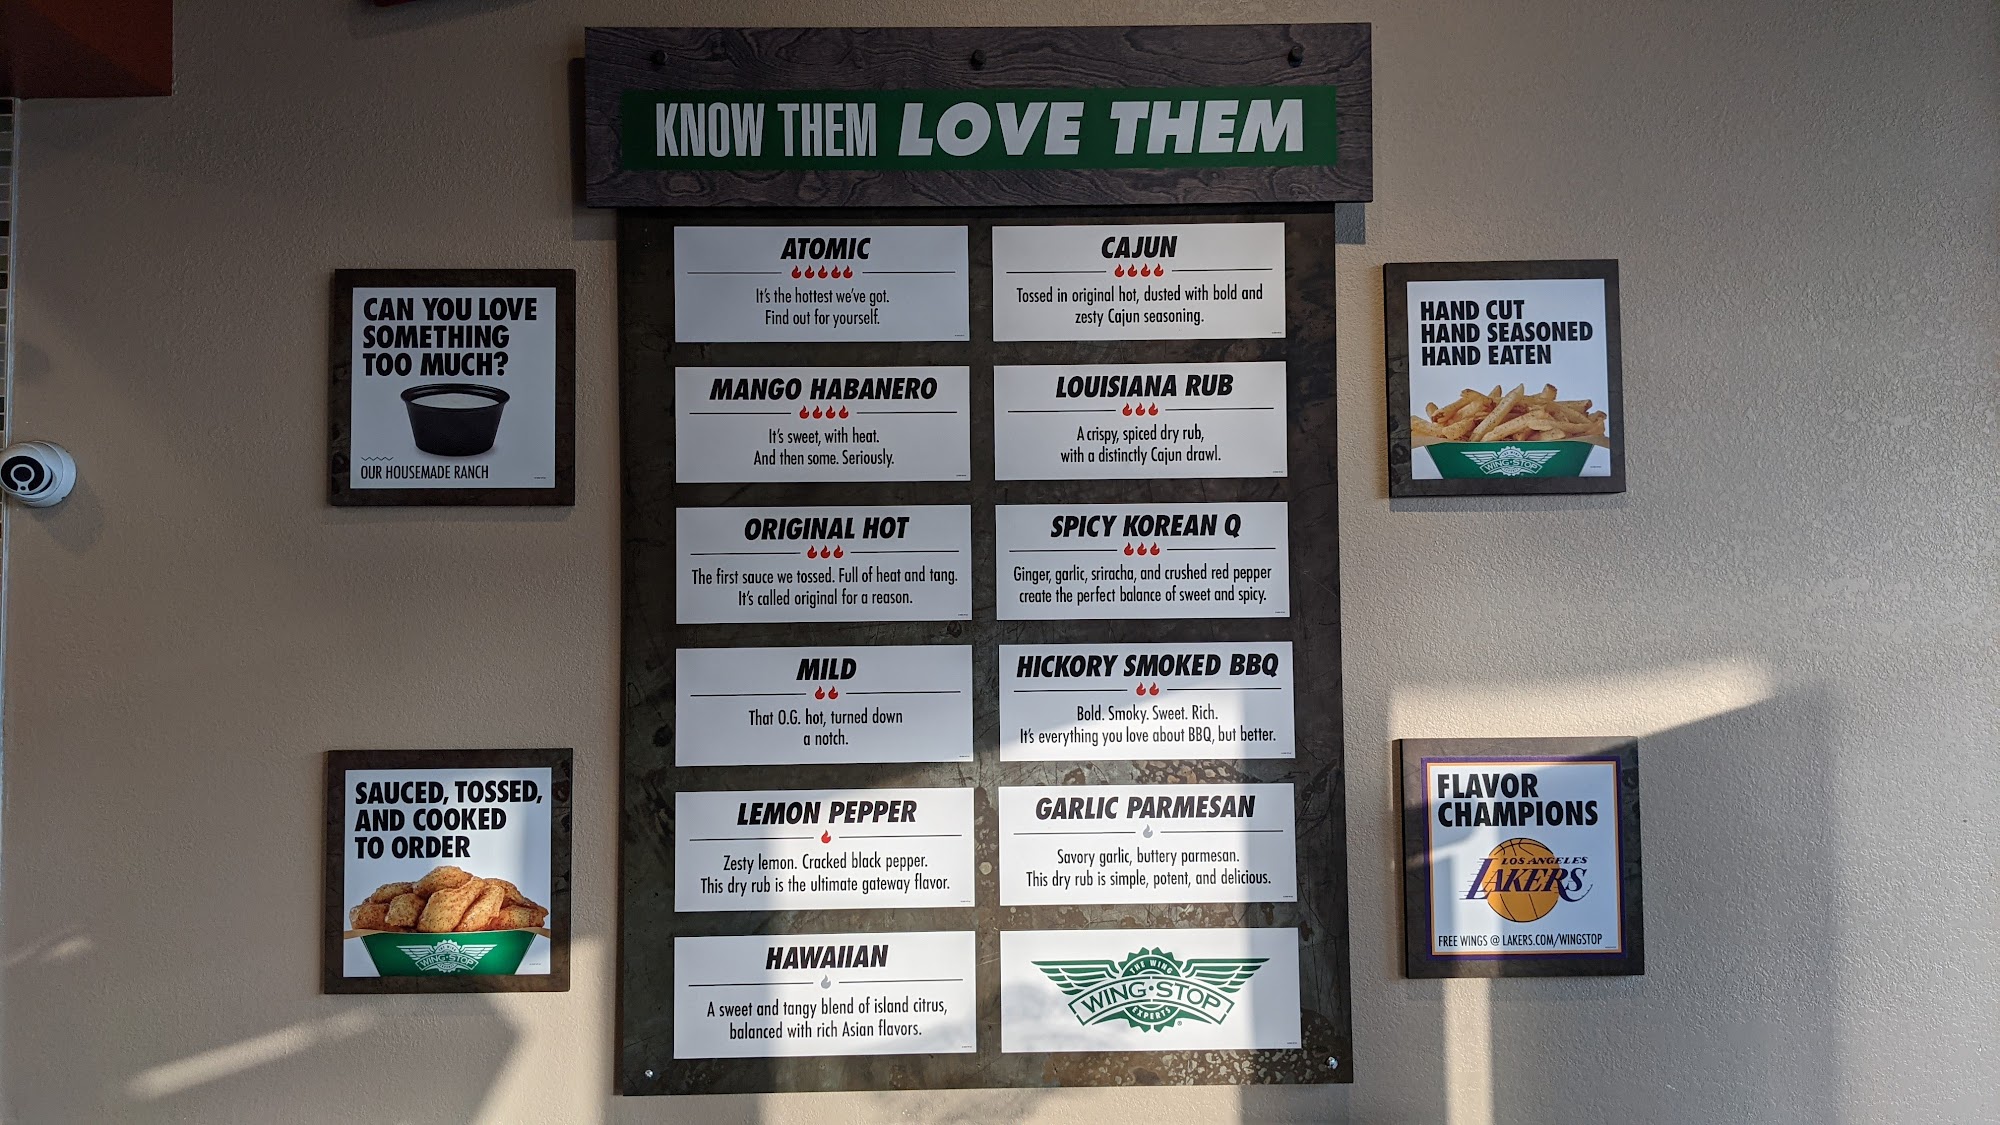 KNOW THEM LOVE THEM
ATOMIC
It's the hottest we've got.
Find out for yourself.
CAJUN
Tossed in original hot, dusted with bold and
zesty Cajun seasoning.
MANGO HABANERO
It's sweet, with heat.
And then some. Seriously.
LOUISIANA RUB
A crispy, spiced dry rub,
with a distinctly Cajun drawl.
ORIGINAL HOT
The first sauce we tossed. Full of heat and tang.
It's called original for a reason.
SPICY KOREAN Q
Ginger, garlic, sriracha, and crushed red pepper
create the perfect balance of sweet and spicy.
MILD
That O.G. hot, turned down
a notch.
HICKORY SMOKED BBQ
Bold. Smoky. Sweet. Rich.
It's everything you love about BBQ, but better.
LEMON PEPPER
Zesty lemon. Cracked black pepper.
This dry rub is the ultimate gateway flavor.
GARLIC PARMESAN
Savory garlic, buttery parmesan.
This dry rub is simple, potent, and delicious.
HAWAIIAN
A sweet and tangy blend of island citrus,
balanced with rich Asian flavors.
THE WING
WING·STOP
EXPERTS
®
CAN YOU LOVE
SOMETHING
TOO MUCH?
OUR HOUSEMADE RANCH
SAUCED, TOSSED,
AND COOKED
TO ORDER
WING·STOP
HAND CUT
HAND SEASONED
HAND EATEN
WING·STOP
FLAVOR
CHAMPIONS
LOS ANGELES
LAKERS
FREE WINGS @ LAKERS.COM/WINGSTOP